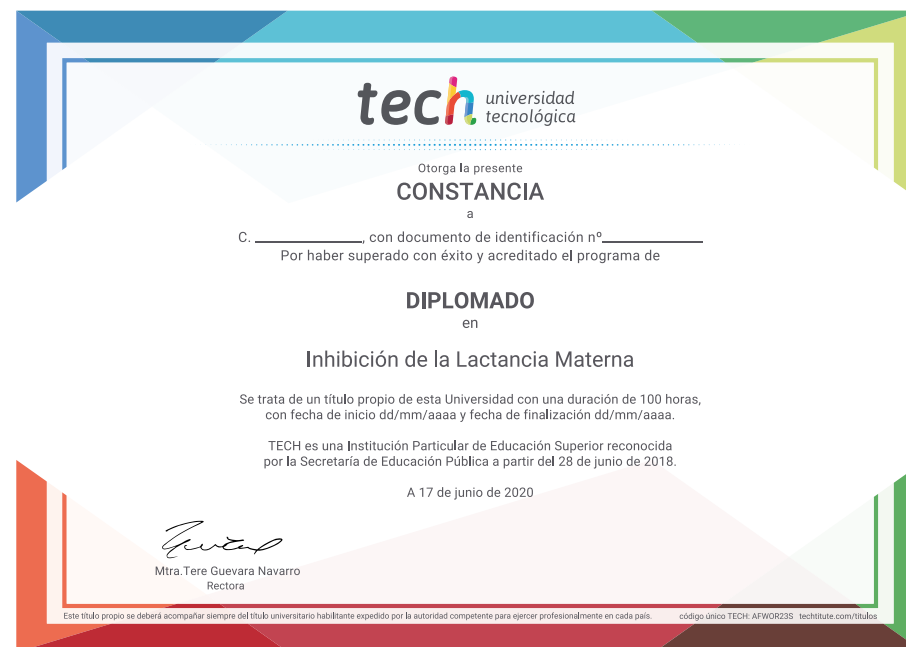 tech universidad
tecnológica
Otorga la presente
CONSTANCIA
a
C. ____________, con documento de identificación nº____________
Por haber superado con éxito y acreditado el programa de
DIPLOMADO
en
Inhibición de la Lactancia Materna
Se trata de un título propio de esta Universidad con una duración de 100 horas,
con fecha de inicio dd/mm/aaaa y fecha de finalización dd/mm/aaaa.
TECH es una Institución Particular de Educación Superior reconocida
por la Secretaría de Educación Pública a partir del 28 de junio de 2018.
A 17 de junio de 2020
Mtra.Tere Guevara Navarro
Rectora
Este título propio se deberá acompañar siempre del título universitario habilitante expedido por la autoridad competente para ejercer profesionalmente en cada país. código único TECH: AFWOR23S techtitute.com/titulos